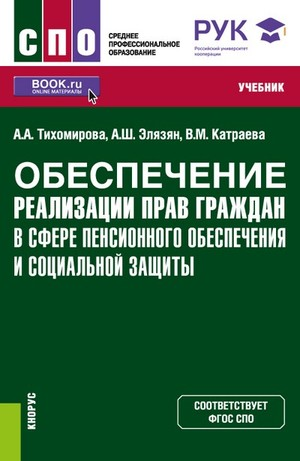 СПО
СРЕДНЕЕ
ПРОФЕССИОНАЛЬНОЕ
ОБРАЗОВАНИЕ
РУК
Российский университет
кооперации
BOOK.ru
ONLINE МАТЕРИАЛЫ
УЧЕБНИК
А.А. Тихомирова, А.Ш. Элязян, В.М. Катраева
ОБЕСПЕЧЕНИЕ
РЕАЛИЗАЦИИ ПРАВ ГРАЖДАН
В СФЕРЕ ПЕНСИОННОГО ОБЕСПЕЧЕНИЯ
И СОЦИАЛЬНОЙ ЗАЩИТЫ
КНОРУС
СООТВЕТСТВУЕТ
ФГОС СПО